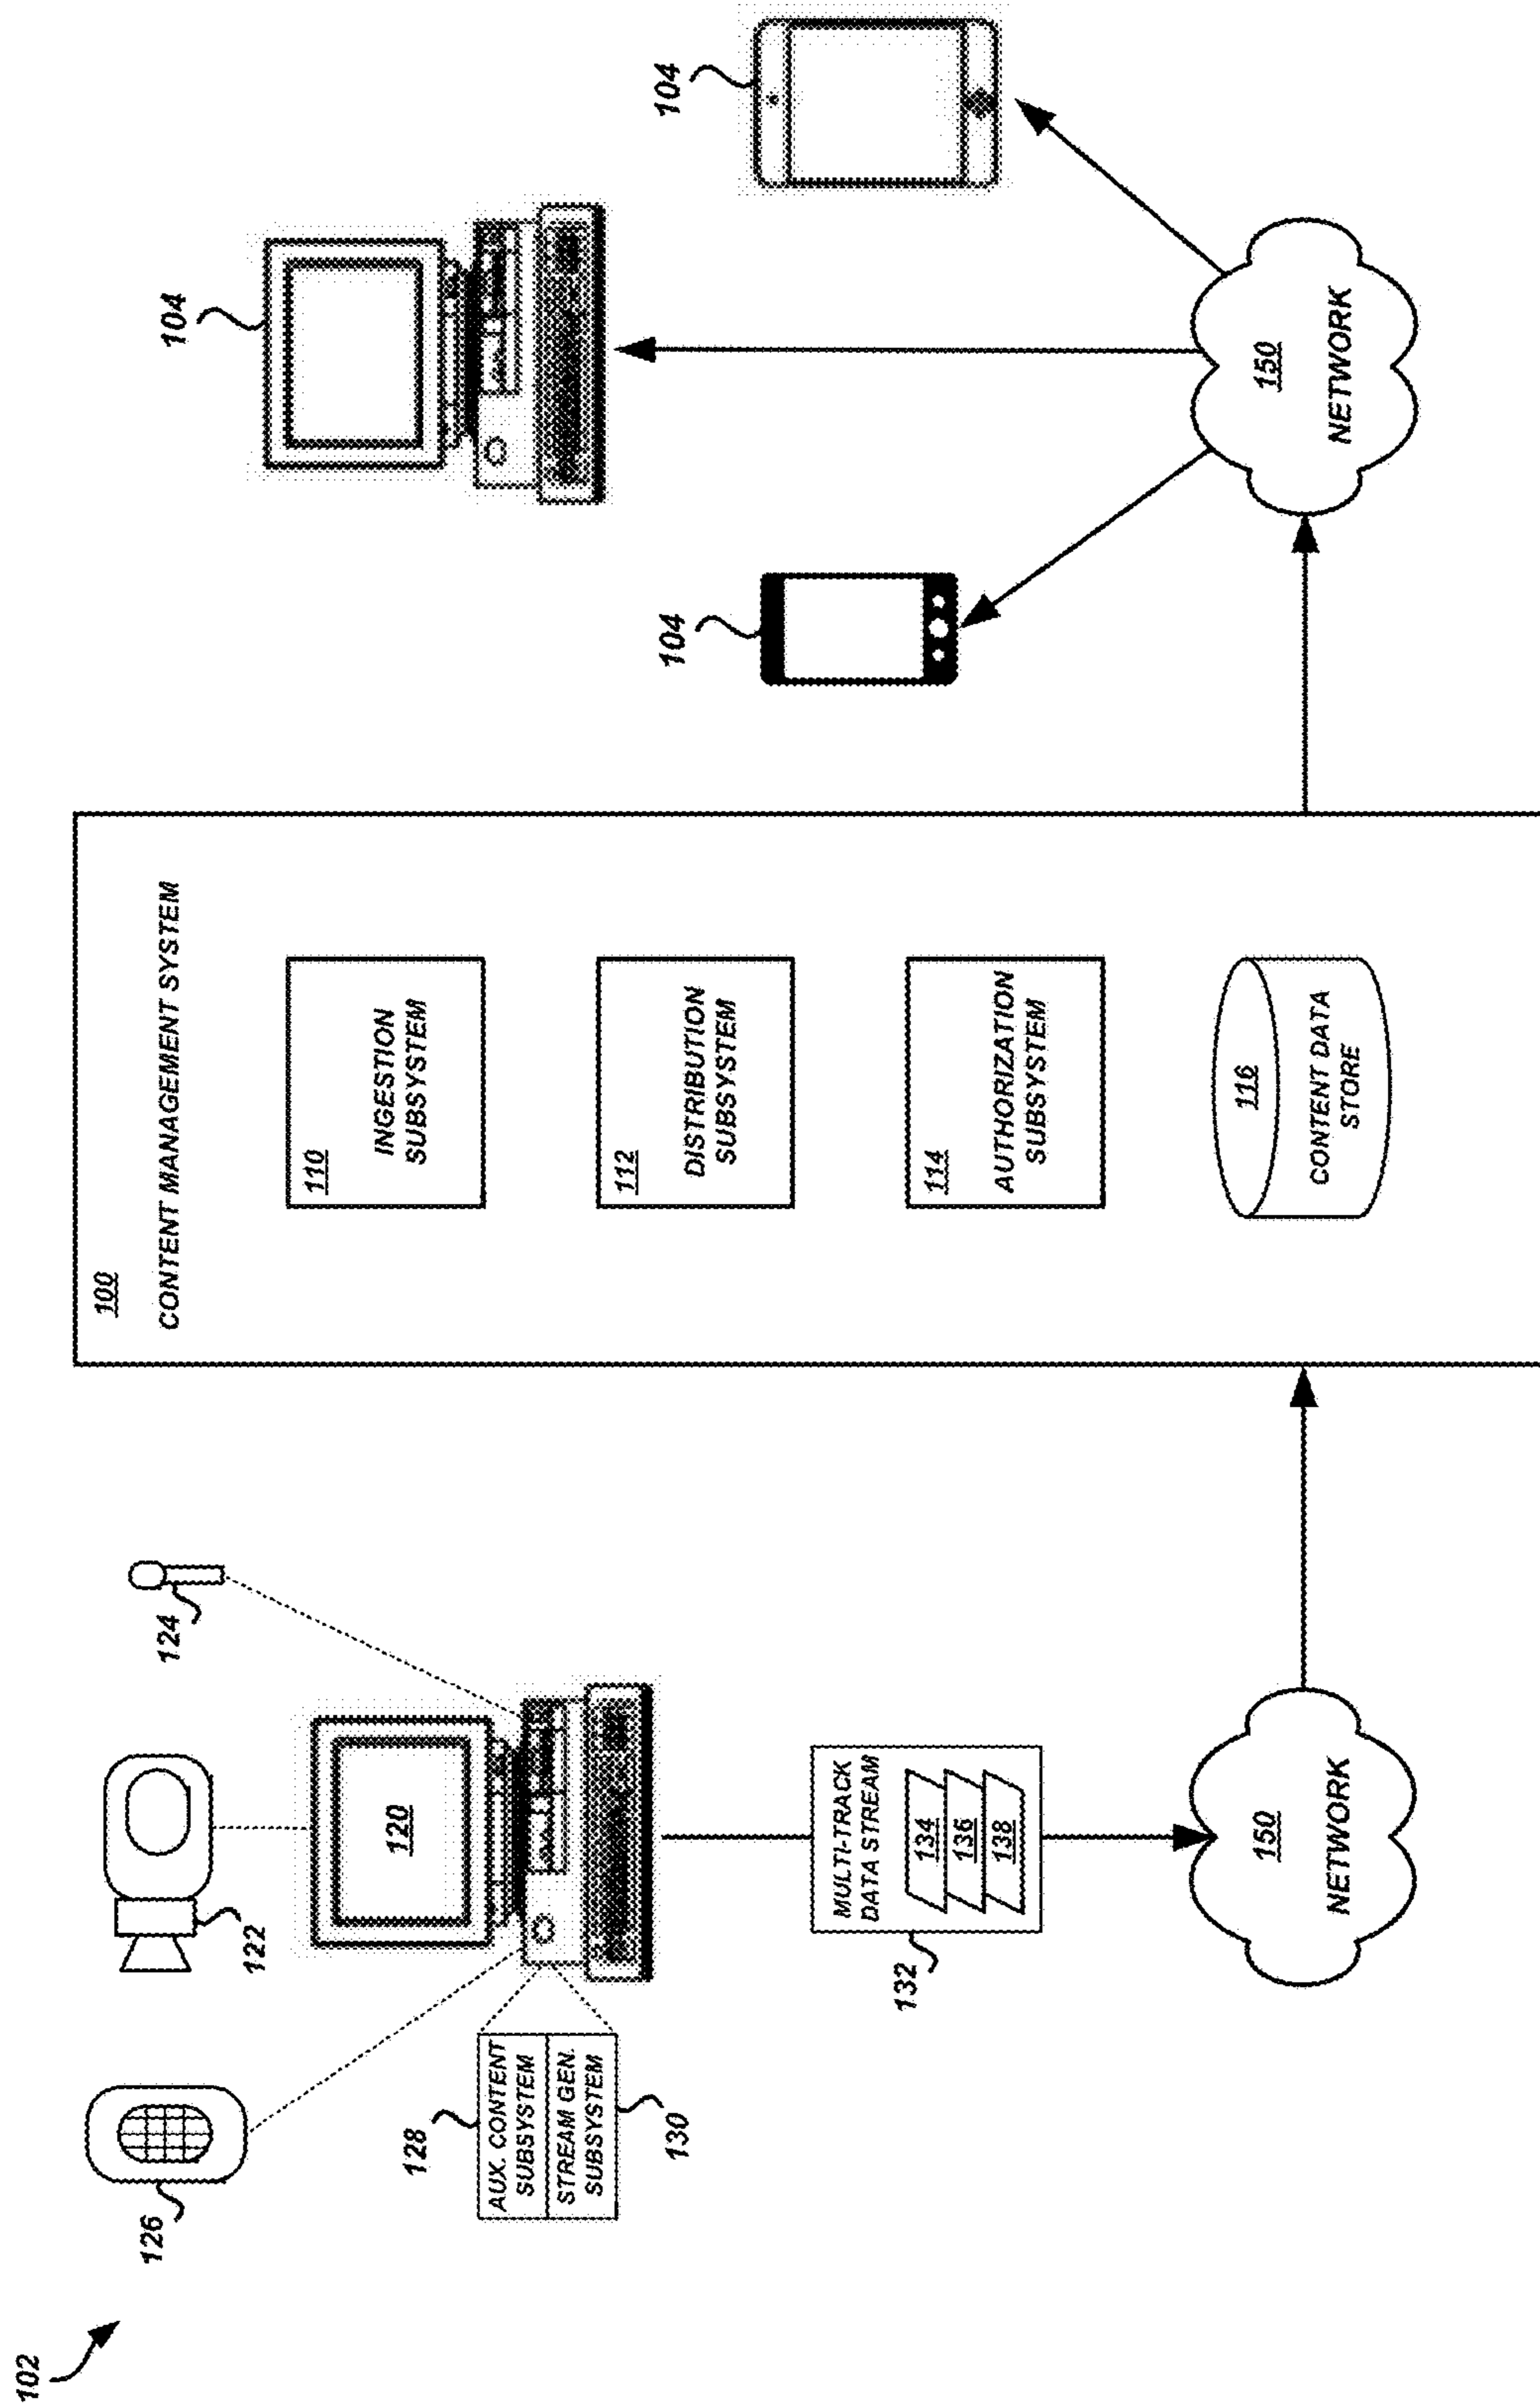 102
126
122
124
120
128
AUX. CONTENT
SUBSYSTEM
STREAM GEN.
SUBSYSTEM
130
132
MULTI-TRACK
DATA STREAM
134
136
138
150
NETWORK
100
CONTENT MANAGEMENT SYSTEM
110
INGESTION
SUBSYSTEM
112
DISTRIBUTION
SUBSYSTEM
114
AUTHORIZATION
SUBSYSTEM
116
CONTENT DATA
STORE
104
104
104
150
NETWORK